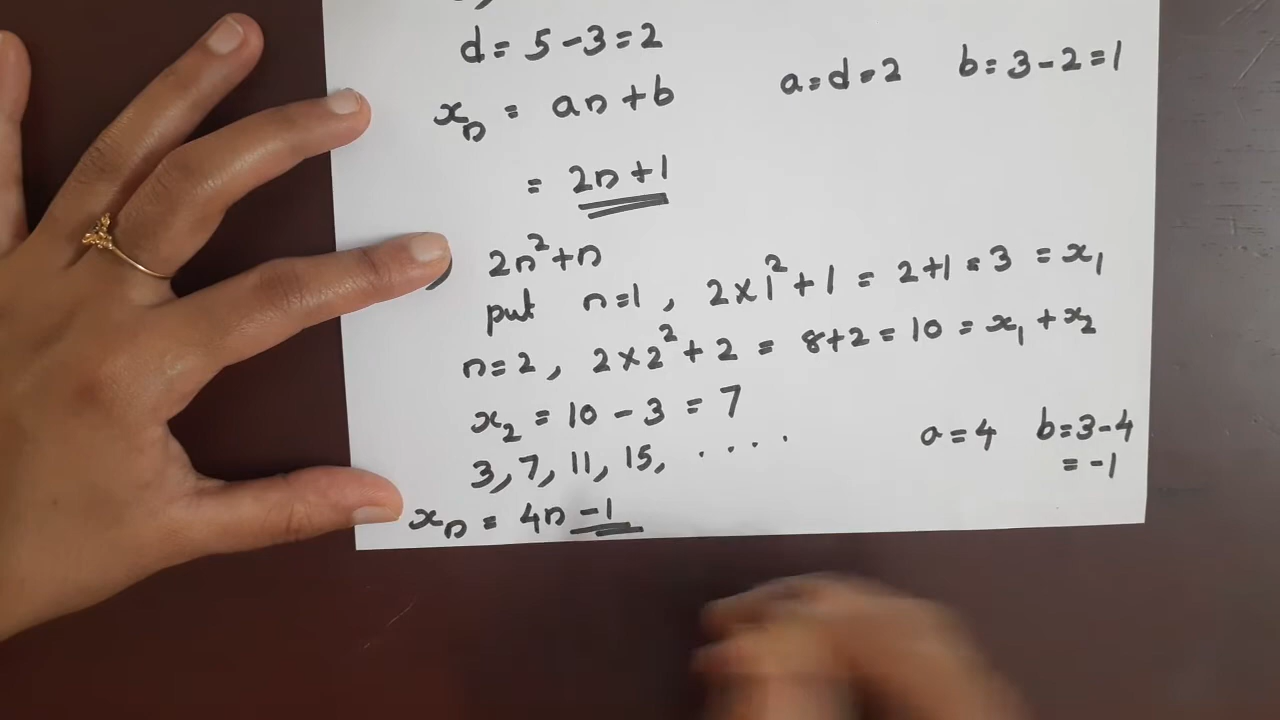 d = 5 - 3 = 2
xₙ = an + b a = d = 2 b = 3 - 2 = 1
= 2n + 1
2n² + n
put n = 1, 2 × 1² + 1 = 2 + 1 = 3 = x₁
n = 2, 2 × 2² + 2 = 8 + 2 = 10 = x₁ + x₂
x₂ = 10 - 3 = 7
3, 7, 11, 15, . . . . a = 4 b = 3 - 4
= -1
xₙ = 4n - 1